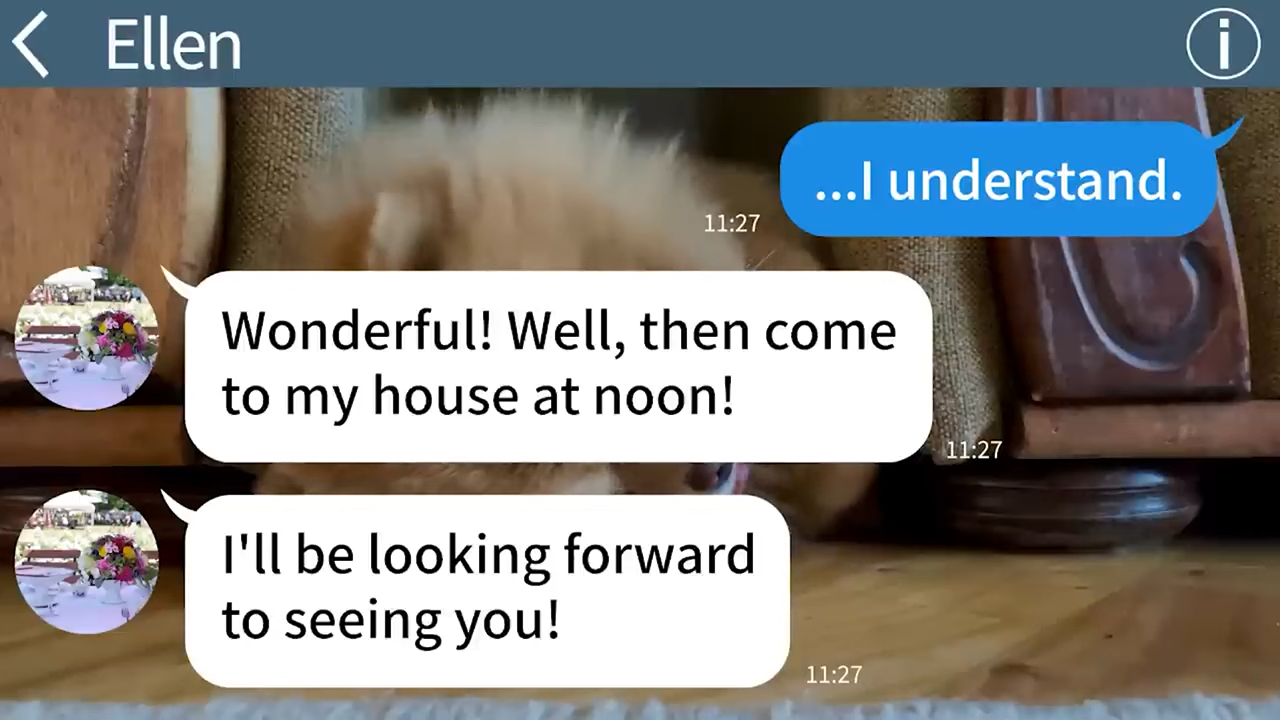 Ellen
i
...I understand.
11:27
Wonderful! Well, then come
to my house at noon!
11:27
I'll be looking forward
to seeing you!
11:27